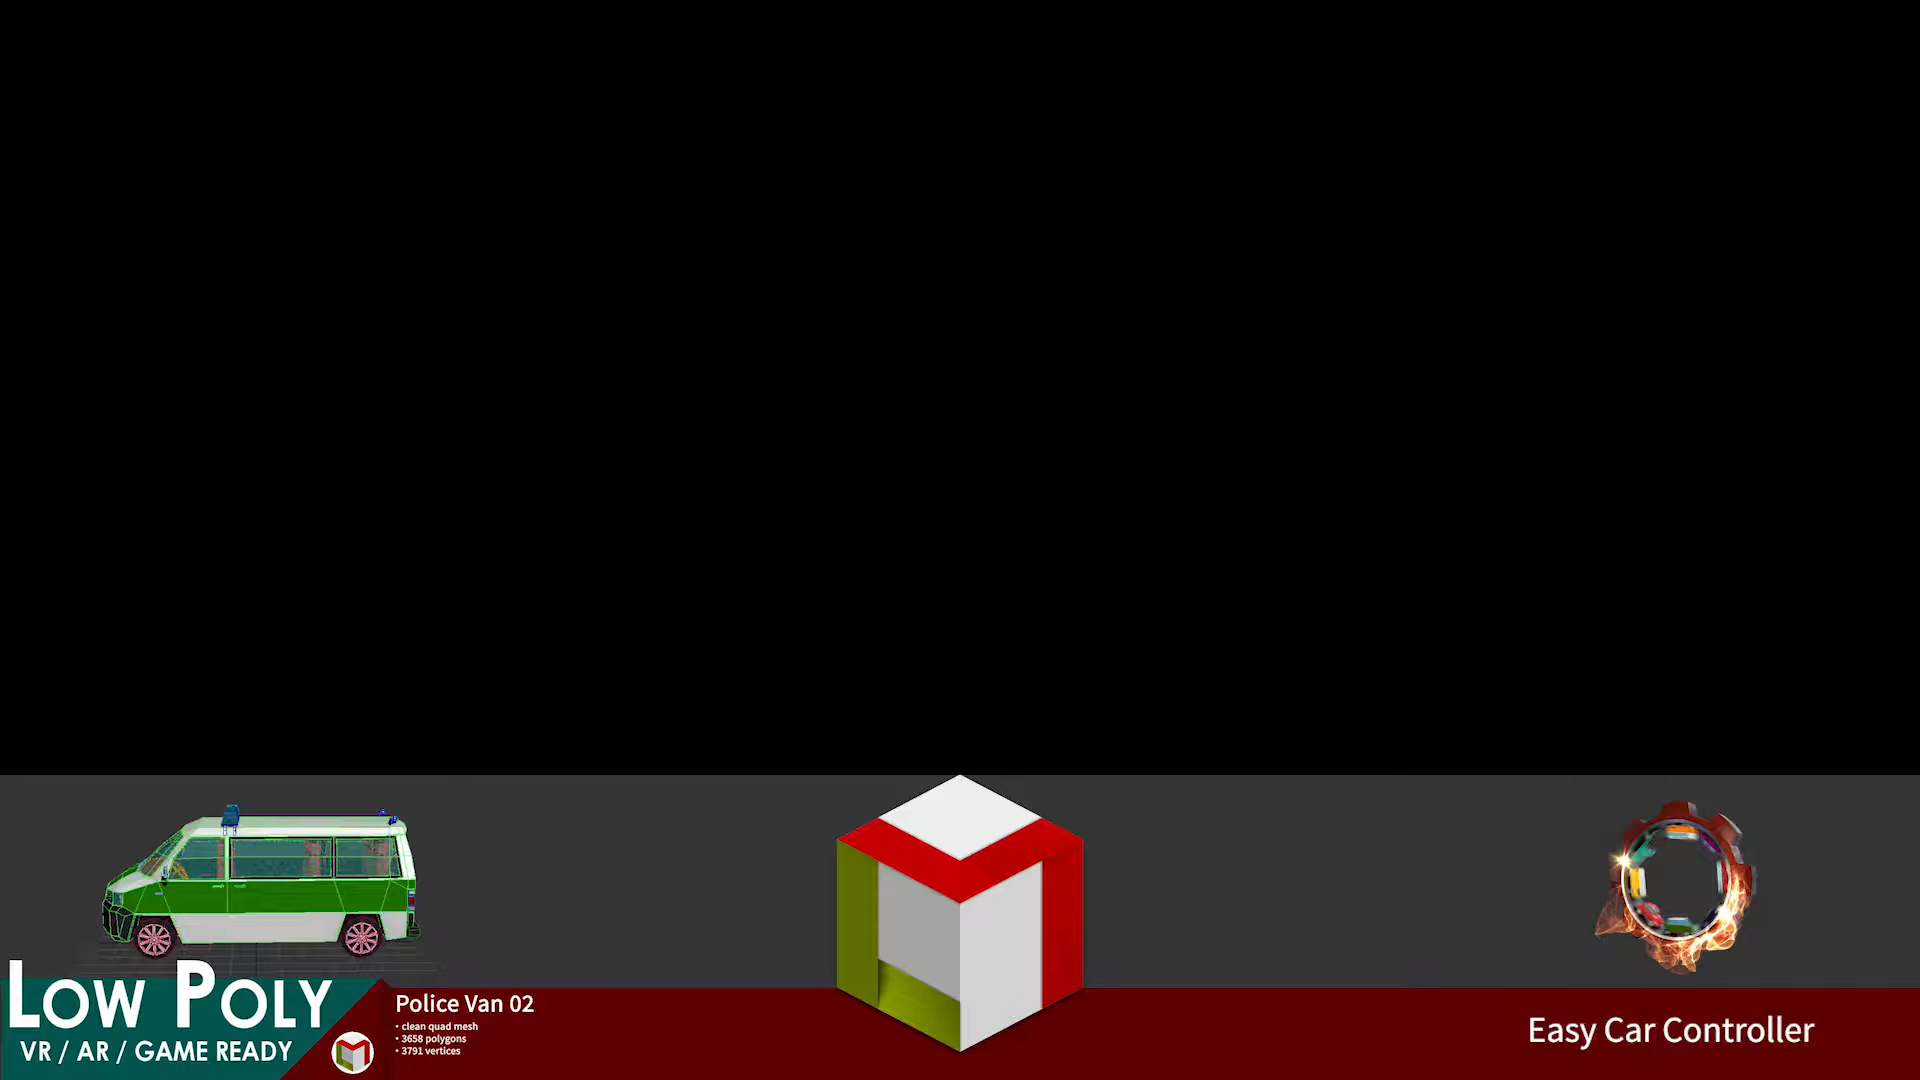 LOW POLY
VR / AR / GAME READY
Police Van 02
• clean quad mesh
• 3658 polygons
• 3791 vertices
Easy Car Controller